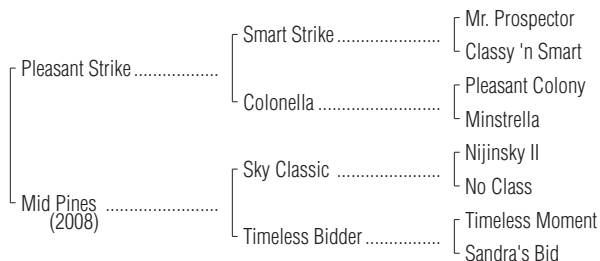 Mr. Prospector
Smart Strike ........................
Classy 'n Smart
Pleasant Strike ...................
Pleasant Colony
Colonella .............................
Minstrella
Nijinsky II
Sky Classic ........................
No Class
Mid Pines .........................
(2008)
Timeless Moment
Timeless Bidder .................
Sandra's Bid